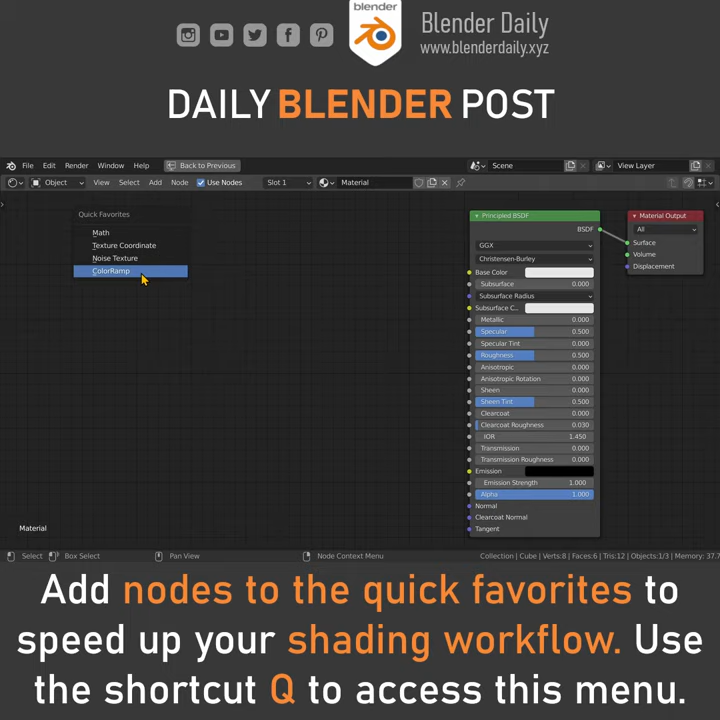 blender
Blender Daily
www.blenderdaily.xyz
DAILY BLENDER POST
File Edit Render Window Help Back to Previous Scene View Layer
Object View Select Add Node Use Nodes Slot 1 Material
Quick Favorites
Math
Texture Coordinate
Noise Texture
ColorRamp
Principled BSDF
BSDF
GGX
Christensen-Burley
Base Color
Subsurface 0.000
Subsurface Radius
Subsurface C...
Metallic 0.000
Specular 0.500
Specular Tint 0.000
Roughness 0.500
Anisotropic 0.000
Anisotropic Rotation 0.000
Sheen 0.000
Sheen Tint 0.500
Clearcoat 0.000
Clearcoat Roughness 0.030
IOR 1.450
Transmission 0.000
Transmission Roughness 0.000
Emission
Emission Strength 1.000
Alpha 1.000
Normal
Clearcoat Normal
Tangent
Material Output
All
Surface
Volume
Displacement
Material
Select Box Select Pan View Node Context Menu Collection | Cube | Verts:8 | Faces:6 | Tris:12 | Objects:1/3 | Memory: 37.7
Add nodes to the quick favorites to
speed up your shading workflow. Use
the shortcut Q to access this menu.